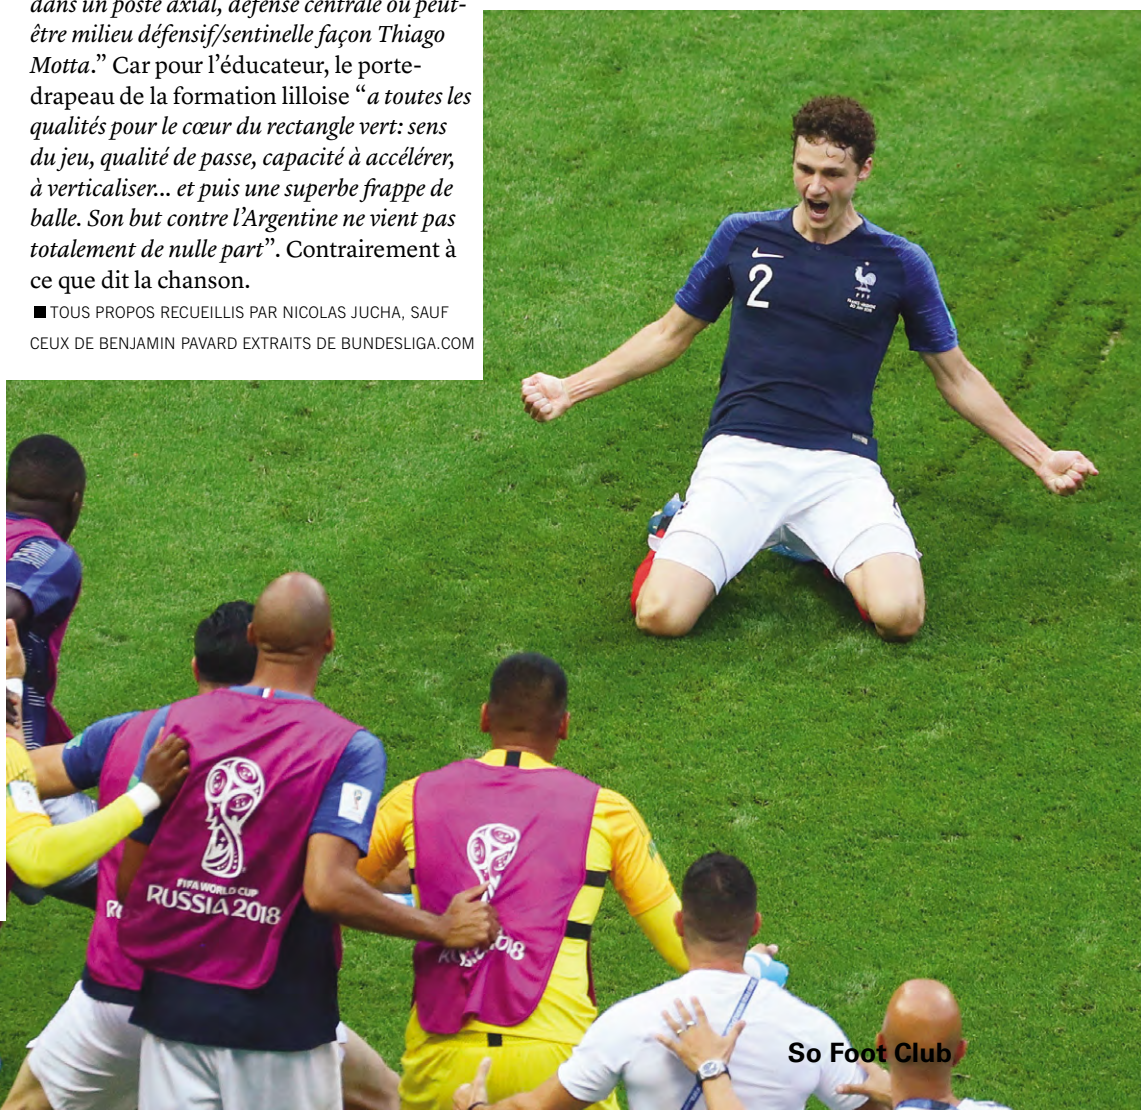 dans un poste axial, défense centrale ou peut-
être milieu défensif/sentinelle façon Thiago
Motta.” Car pour l’éducateur, le porte-
drapeau de la formation lilloise “a toutes les
qualités pour le cœur du rectangle vert: sens
du jeu, qualité de passe, capacité à accélérer,
à verticaliser... et puis une superbe frappe de
balle. Son but contre l’Argentine ne vient pas
totalement de nulle part”. Contrairement à
ce que dit la chanson.
■ TOUS PROPOS RECUEILLIS PAR NICOLAS JUCHA, SAUF
CEUX DE BENJAMIN PAVARD EXTRAITS DE BUNDESLIGA.COM
2
FFF
FIFA WORLD CUP
RUSSIA 2018
So Foot Club